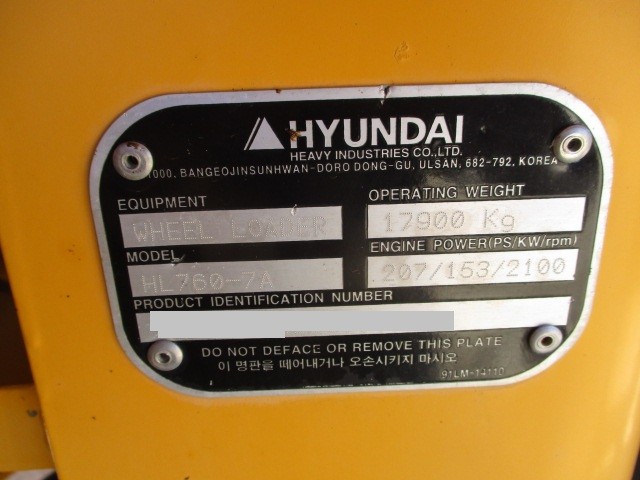 HYUNDAI
HEAVY INDUSTRIES CO.,LTD.
1000, BANGEOJINSUNHWAN-DORO DONG-GU, ULSAN, 682-792, KOREA
EQUIPMENT
WHEEL LOADER
OPERATING WEIGHT
17900 Kg
MODEL
HL760-7A
ENGINE POWER(PS/KW/rpm)
207/153/2100
PRODUCT IDENTIFICATION NUMBER
DO NOT DEFACE OR REMOVE THIS PLATE
이 명판을 떼어내거나 오손시키지 마시오
91LM-14110